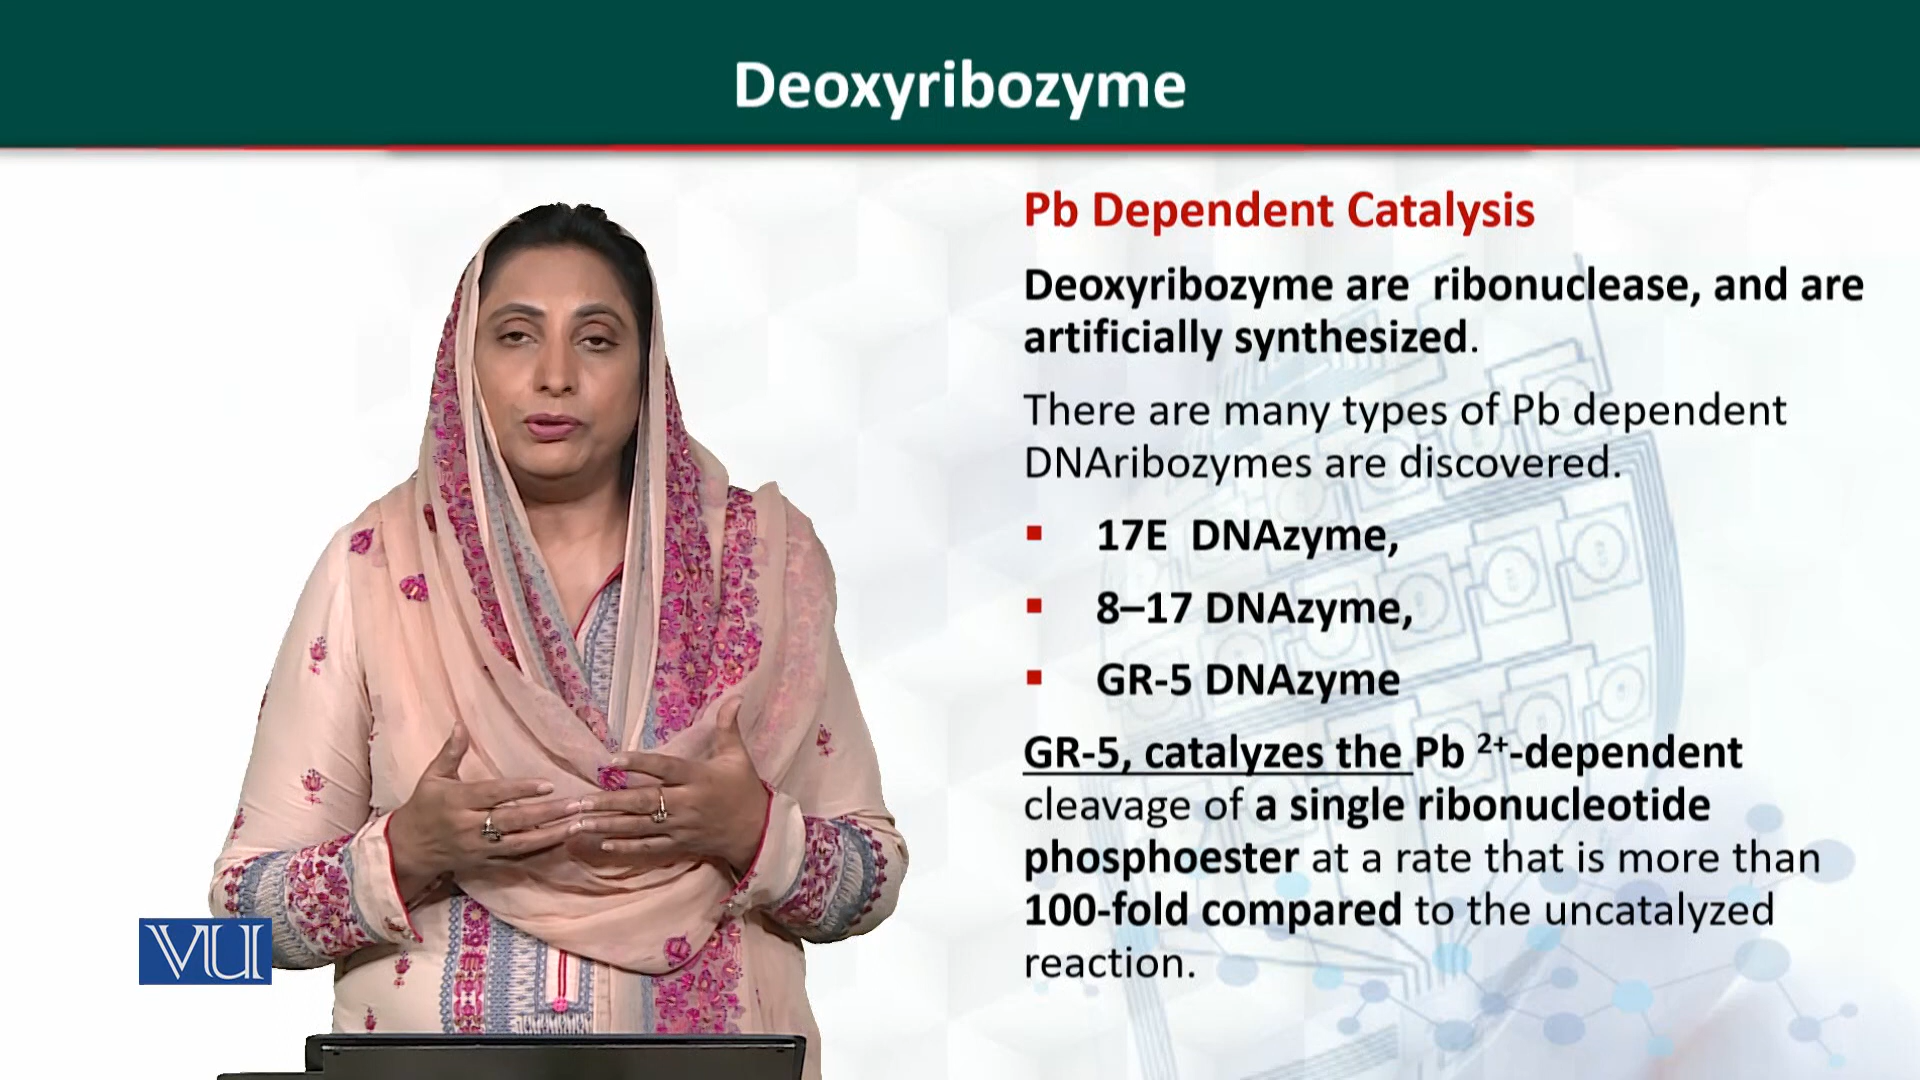 Deoxyribozyme
Pb Dependent Catalysis
Deoxyribozyme are ribonuclease, and are
artificially synthesized.
There are many types of Pb dependent
DNAribozymes are discovered.
▪ 17E DNAzyme,
▪ 8–17 DNAzyme,
▪ GR-5 DNAzyme
GR-5, catalyzes the Pb ²⁺-dependent
cleavage of a single ribonucleotide
phosphoester at a rate that is more than
100-fold compared to the uncatalyzed
reaction.
VU